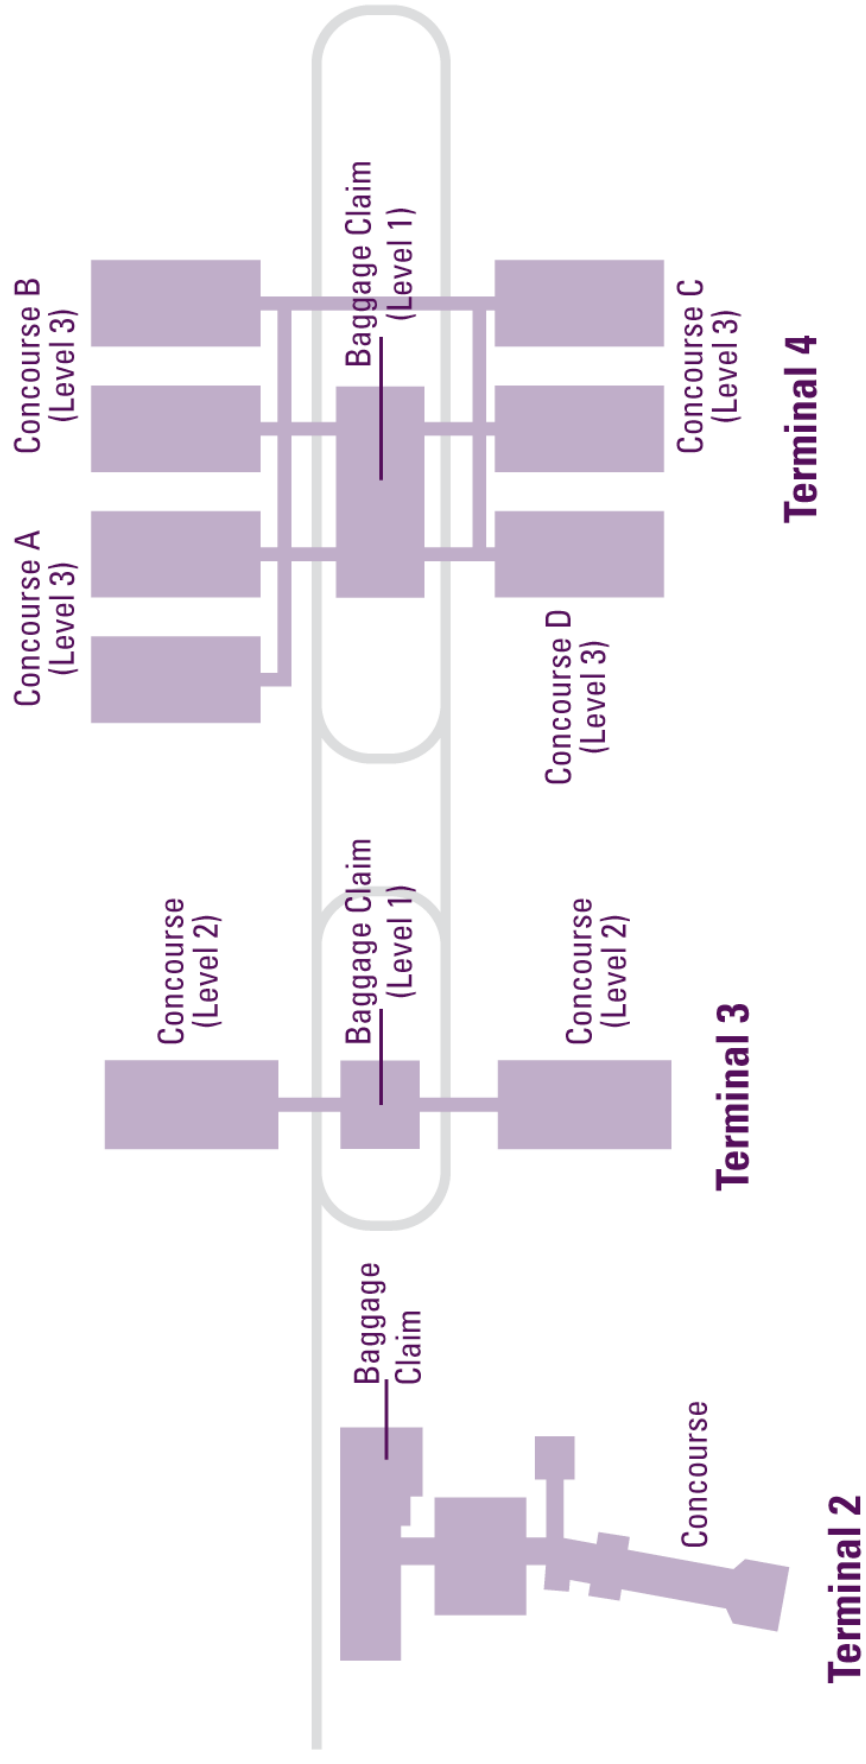 Terminal 2
Baggage
Claim
Concourse
Terminal 3
Concourse
(Level 2)
Baggage Claim
(Level 1)
Concourse
(Level 2)
Terminal 4
Concourse A
(Level 3)
Concourse B
(Level 3)
Baggage Claim
(Level 1)
Concourse D
(Level 3)
Concourse C
(Level 3)